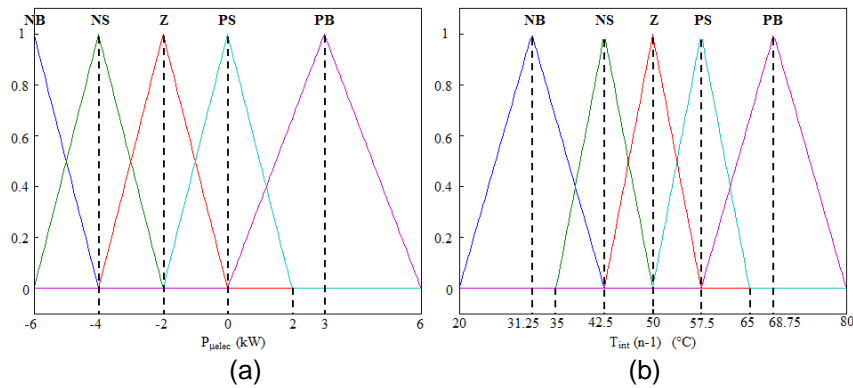 NB NS Z PS PB
1
0.8
0.6
0.4
0.2
0
-6 -4 -2 0 2 3 6
Pμelec (kW)
(a)
NB NS Z PS PB
1
0.8
0.6
0.4
0.2
0
20 31.25 35 42.5 50 57.5 65 68.75 80
Tint (n-1) (°C)
(b)